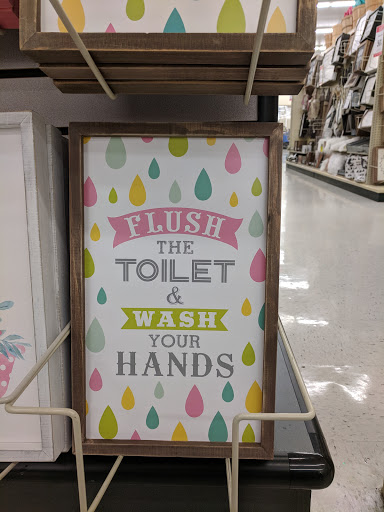 FLUSH
THE
TOILET
&
WASH
YOUR
HANDS